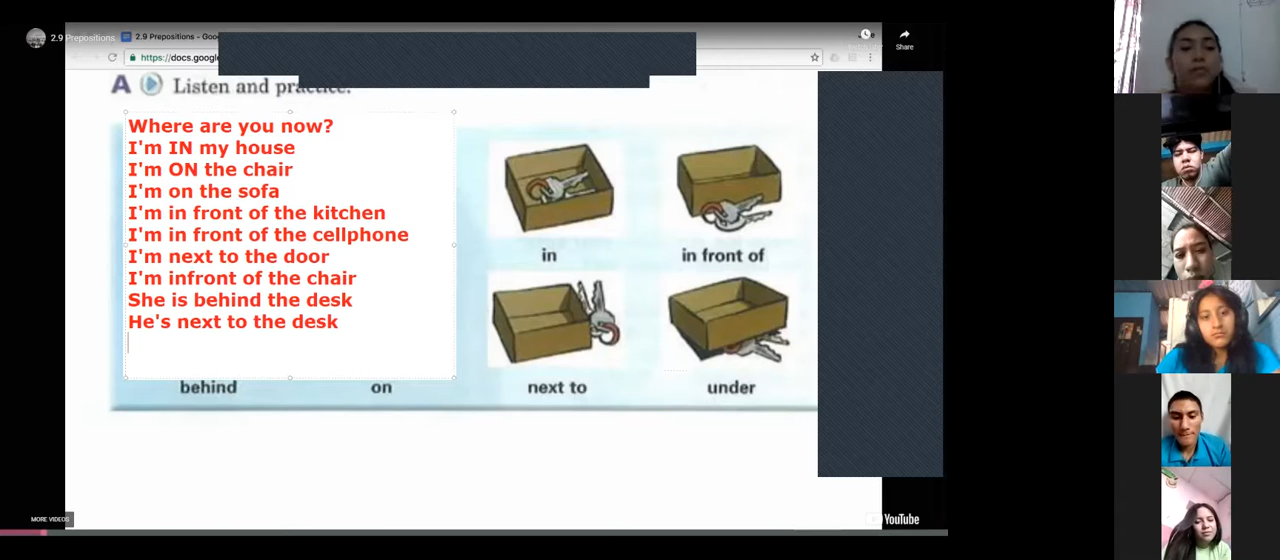 2.9 Prepositions
2.9 Prepositions - Goo
https://docs.google
Share
A Listen and practice.
Where are you now?
I'm IN my house
I'm ON the chair
I'm on the sofa
I'm in front of the kitchen
I'm in front of the cellphone
I'm next to the door
I'm infront of the chair
She is behind the desk
He's next to the desk
in
in front of
behind
on
next to
under
MORE VIDEOS
YouTube